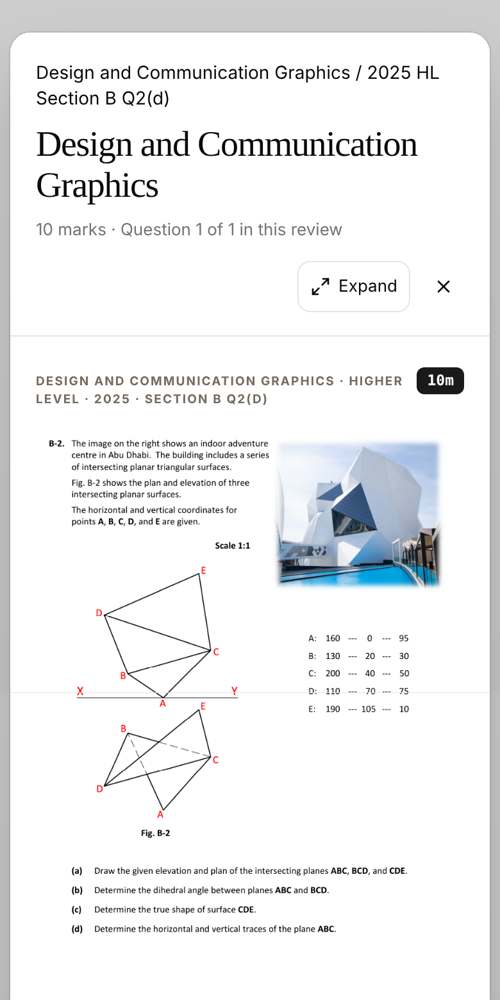 Design and Communication Graphics / 2025 HL
Section B Q2(d)
Design and Communication
Graphics
10 marks · Question 1 of 1 in this review
Expand
DESIGN AND COMMUNICATION GRAPHICS · HIGHER
LEVEL · 2025 · SECTION B Q2(D)
10m
B-2. The image on the right shows an indoor adventure
centre in Abu Dhabi. The building includes a series
of intersecting planar triangular surfaces.
Fig. B-2 shows the plan and elevation of three
intersecting planar surfaces.
The horizontal and vertical coordinates for
points A, B, C, D, and E are given.
Scale 1:1
E
D
C
B
X
Y
A
E
B
C
D
A
Fig. B-2
A: 160 --- 0 --- 95
B: 130 --- 20 --- 30
C: 200 --- 40 --- 50
D: 110 --- 70 --- 75
E: 190 --- 105 --- 10
(a) Draw the given elevation and plan of the intersecting planes ABC, BCD, and CDE.
(b) Determine the dihedral angle between planes ABC and BCD.
(c) Determine the true shape of surface CDE.
(d) Determine the horizontal and vertical traces of the plane ABC.